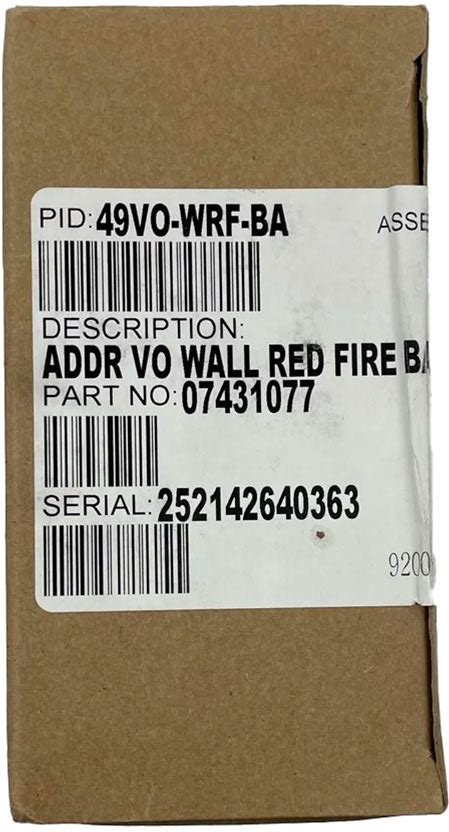 PID: 49VO-WRF-BA
ASSE
DESCRIPTION:
ADDR VO WALL RED FIRE BA
PART NO: 07431077
SERIAL: 252142640363
9200